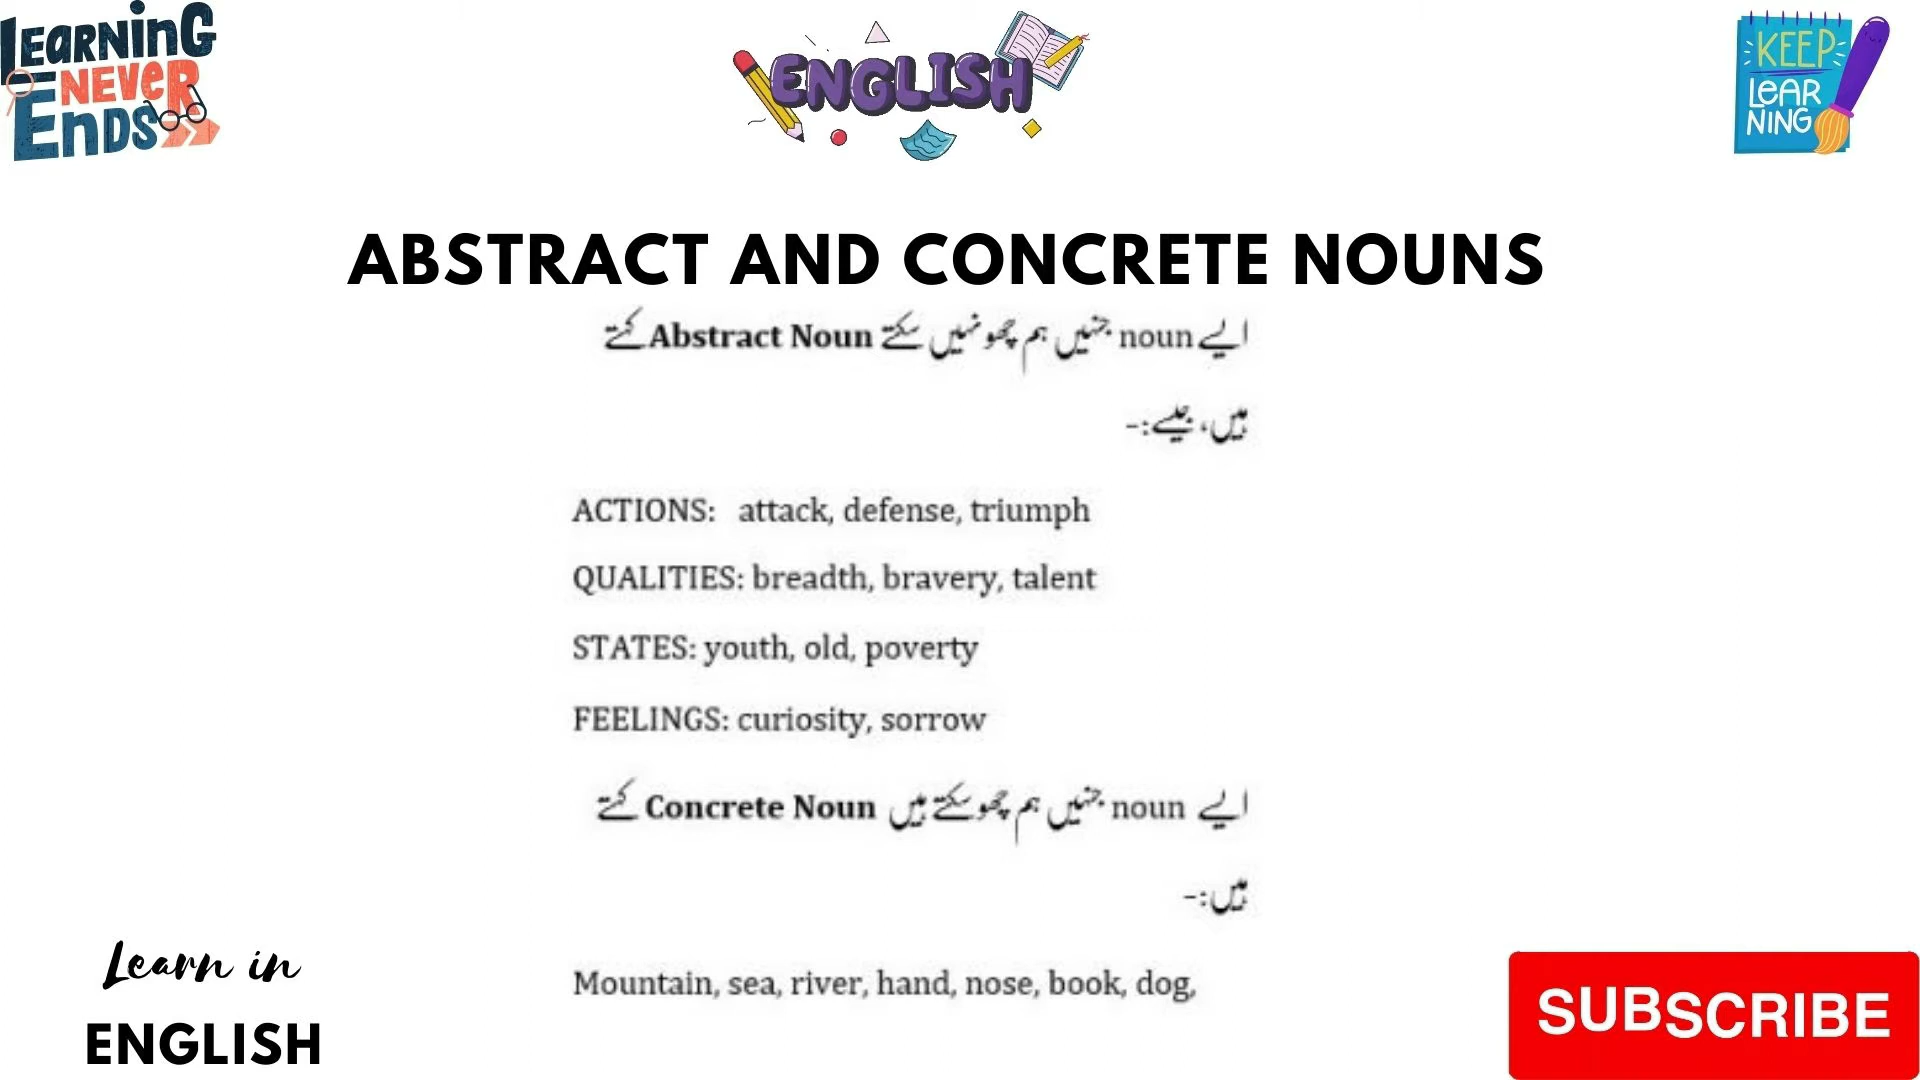 LEARNING
NEVER
ENDS
ENGLISH
KEEP
LEAR
NING
ABSTRACT AND CONCRETE NOUNS
ایسے noun جنہیں ہم چھو نہیں سکتے Abstract Noun کہتے
ہیں، جیسے:-
ACTIONS: attack, defense, triumph
QUALITIES: breadth, bravery, talent
STATES: youth, old, poverty
FEELINGS: curiosity, sorrow
ایسے noun جنہیں ہم چھو سکتے ہیں Concrete Noun کہتے
ہیں:-
Mountain, sea, river, hand, nose, book, dog,
Learn in
ENGLISH
SUBSCRIBE